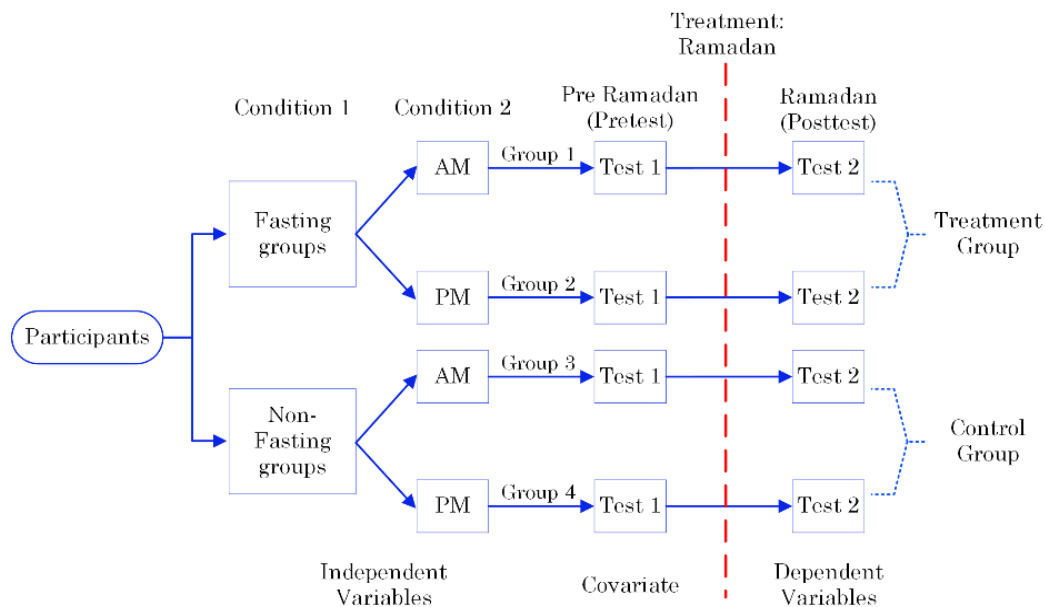 Treatment:
Ramadan
Condition 1
Condition 2
Pre Ramadan
(Pretest)
Ramadan
(Posttest)
AM
Group 1
Test 1
Test 2
Fasting
groups
Treatment
Group
PM
Group 2
Test 1
Test 2
Participants
AM
Group 3
Test 1
Test 2
Non-
Fasting
groups
Control
Group
PM
Group 4
Test 1
Test 2
Independent
Variables
Covariate
Dependent
Variables